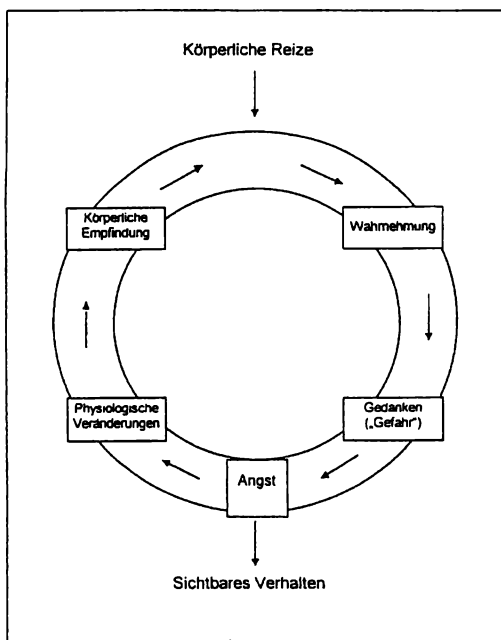 Körperliche Reize
Körperliche
Empfindung
Wahrnehmung
Physiologische
Veränderungen
Gedanken
("Gefahr")
Angst
Sichtbares Verhalten